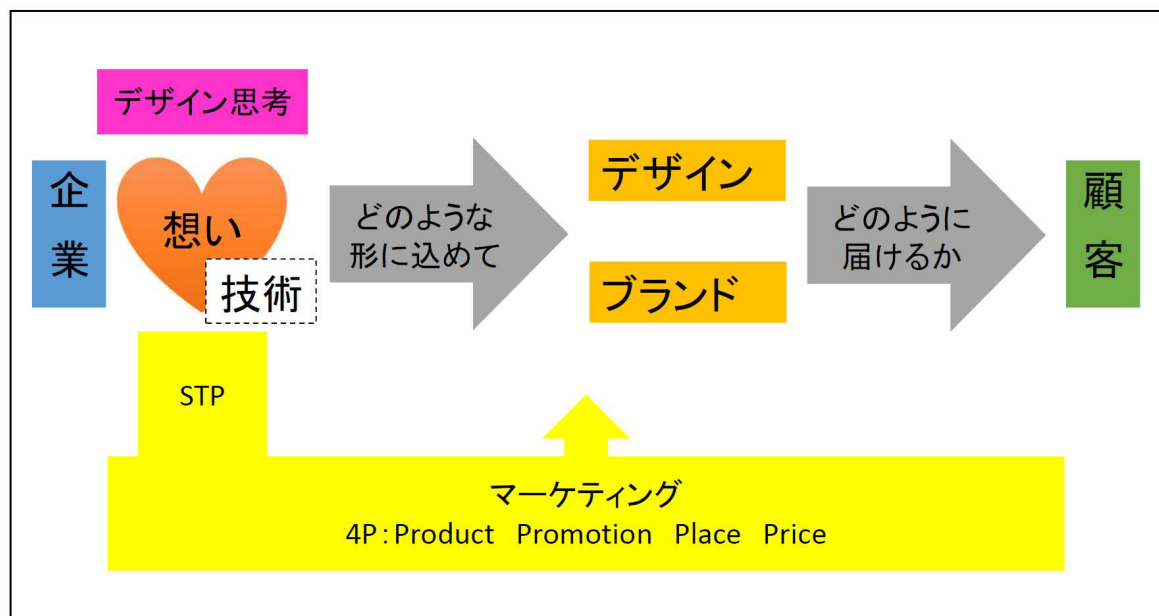 デザイン思考
企
業
想い
技術
どのような
形に込めて
デザイン
ブランド
どのように
届けるか
顧
客
STP
マーケティング
4P：Product Promotion Place Price